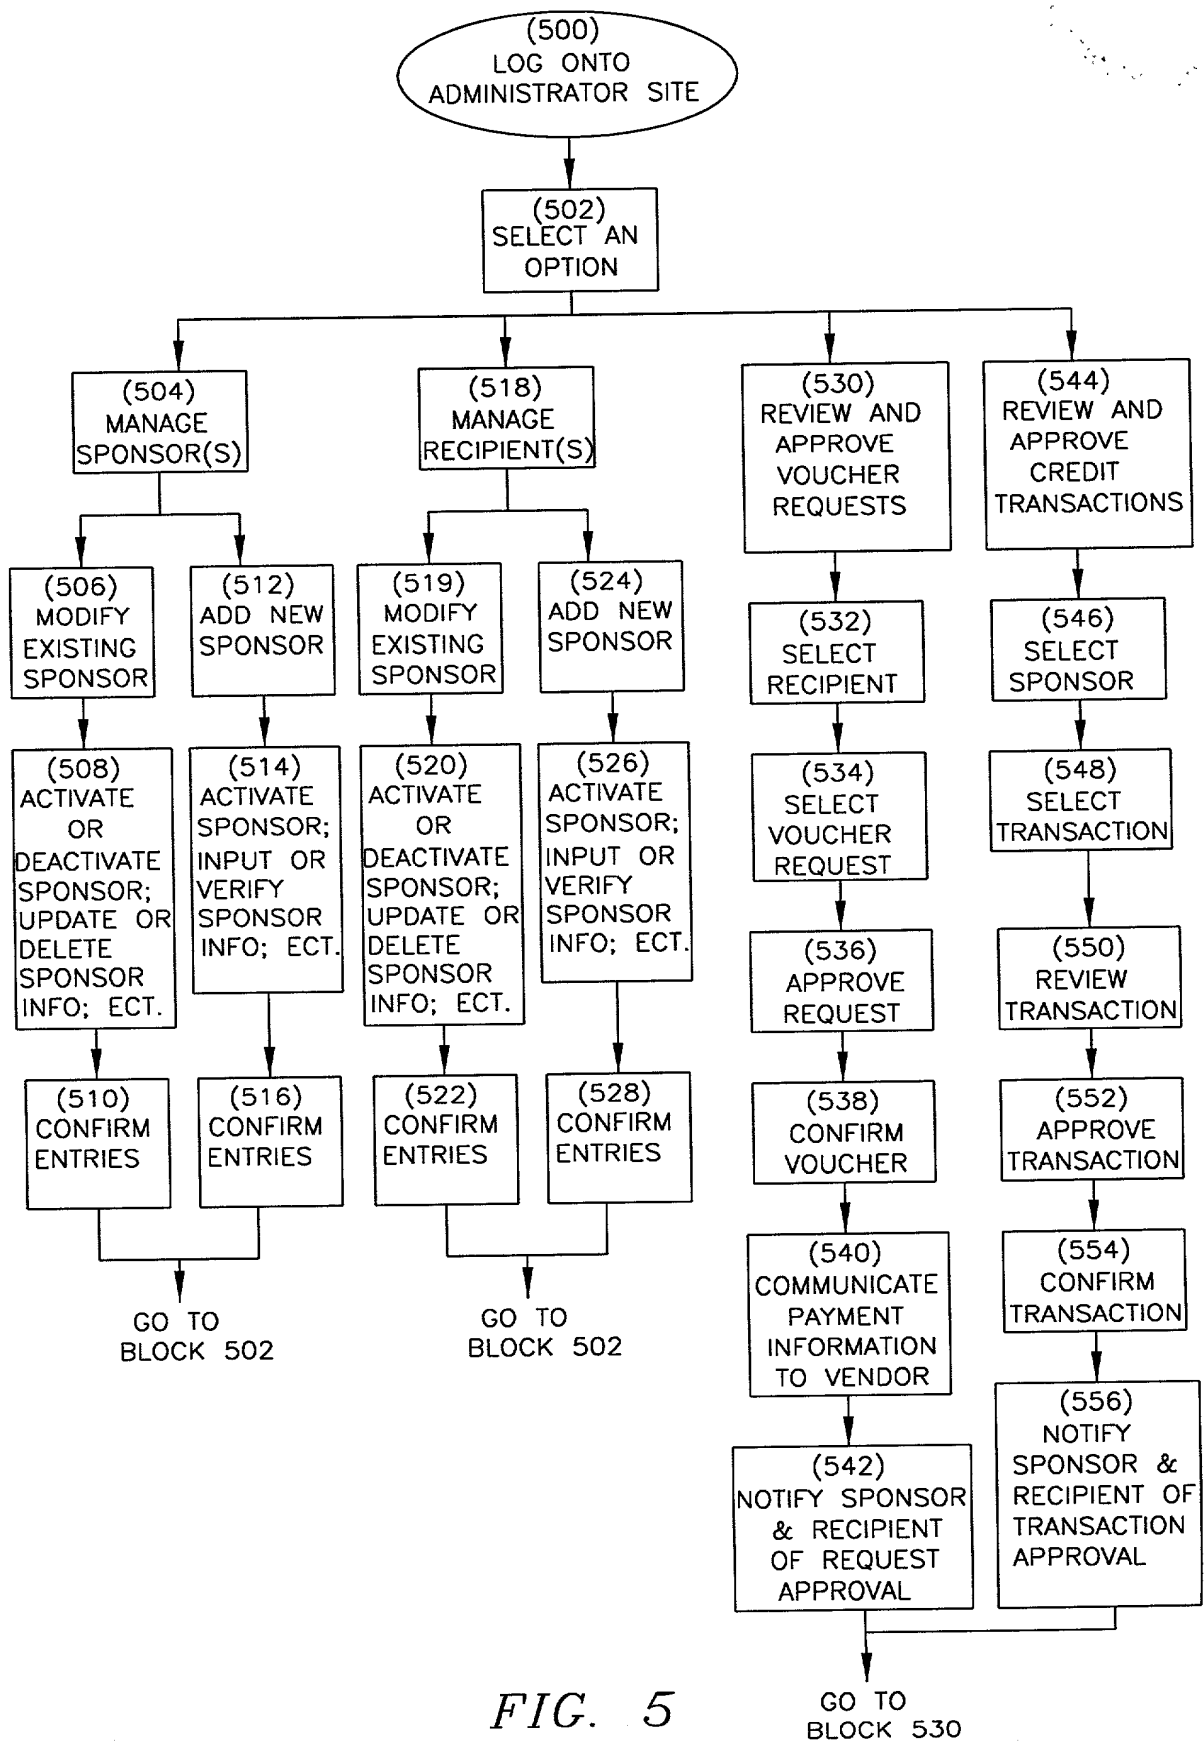 (500)
LOG ONTO
ADMINISTRATOR SITE
(502)
SELECT AN
OPTION
(504)
MANAGE
SPONSOR(S)
(518)
MANAGE
RECIPIENT(S)
(530)
REVIEW AND
APPROVE
VOUCHER
REQUESTS
(544)
REVIEW AND
APPROVE
CREDIT
TRANSACTIONS
(506)
MODIFY
EXISTING
SPONSOR
(512)
ADD NEW
SPONSOR
(519)
MODIFY
EXISTING
SPONSOR
(524)
ADD NEW
SPONSOR
(532)
SELECT
RECIPIENT
(546)
SELECT
SPONSOR
(508)
ACTIVATE
OR
DEACTIVATE
SPONSOR;
UPDATE OR
DELETE
SPONSOR
INFO; ECT.
(514)
ACTIVATE
SPONSOR;
INPUT OR
VERIFY
SPONSOR
INFO; ECT.
(520)
ACTIVATE
OR
DEACTIVATE
SPONSOR;
UPDATE OR
DELETE
SPONSOR
INFO; ECT.
(526)
ACTIVATE
SPONSOR;
INPUT OR
VERIFY
SPONSOR
INFO; ECT.
(534)
SELECT
VOUCHER
REQUEST
(548)
SELECT
TRANSACTION
(536)
APPROVE
REQUEST
(550)
REVIEW
TRANSACTION
(510)
CONFIRM
ENTRIES
(516)
CONFIRM
ENTRIES
(522)
CONFIRM
ENTRIES
(528)
CONFIRM
ENTRIES
(538)
CONFIRM
VOUCHER
(552)
APPROVE
TRANSACTION
GO TO
BLOCK 502
GO TO
BLOCK 502
(540)
COMMUNICATE
PAYMENT
INFORMATION
TO VENDOR
(554)
CONFIRM
TRANSACTION
(542)
NOTIFY SPONSOR
& RECIPIENT
OF REQUEST
APPROVAL
(556)
NOTIFY
SPONSOR &
RECIPIENT OF
TRANSACTION
APPROVAL
GO TO
BLOCK 530
FIG. 5